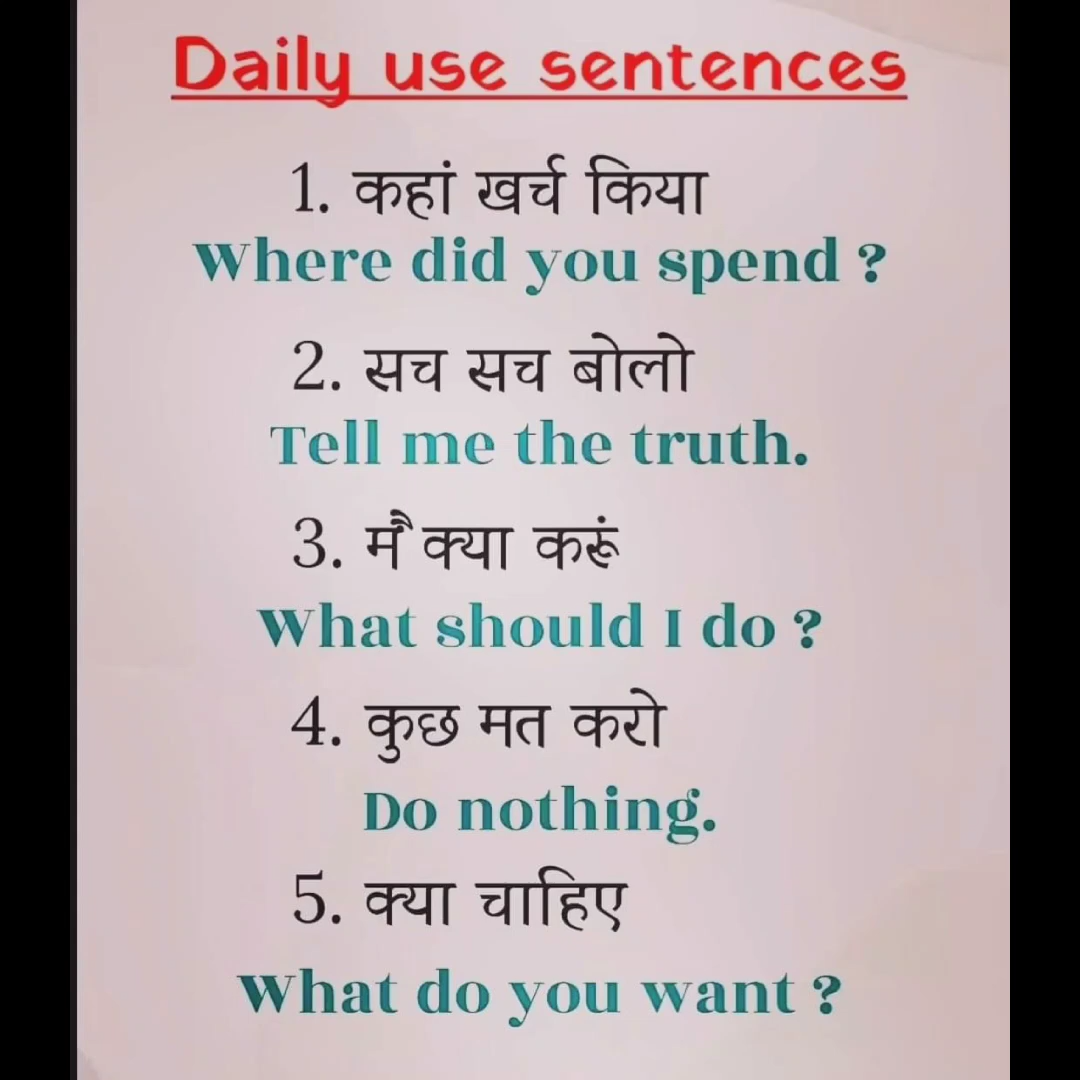 Daily use sentences
1. कहां खर्च किया
Where did you spend ?
2. सच सच बोलो
Tell me the truth.
3. मै क्या करूं
What should I do ?
4. कुछ मत करो
Do nothing.
5. क्या चाहिए
What do you want ?